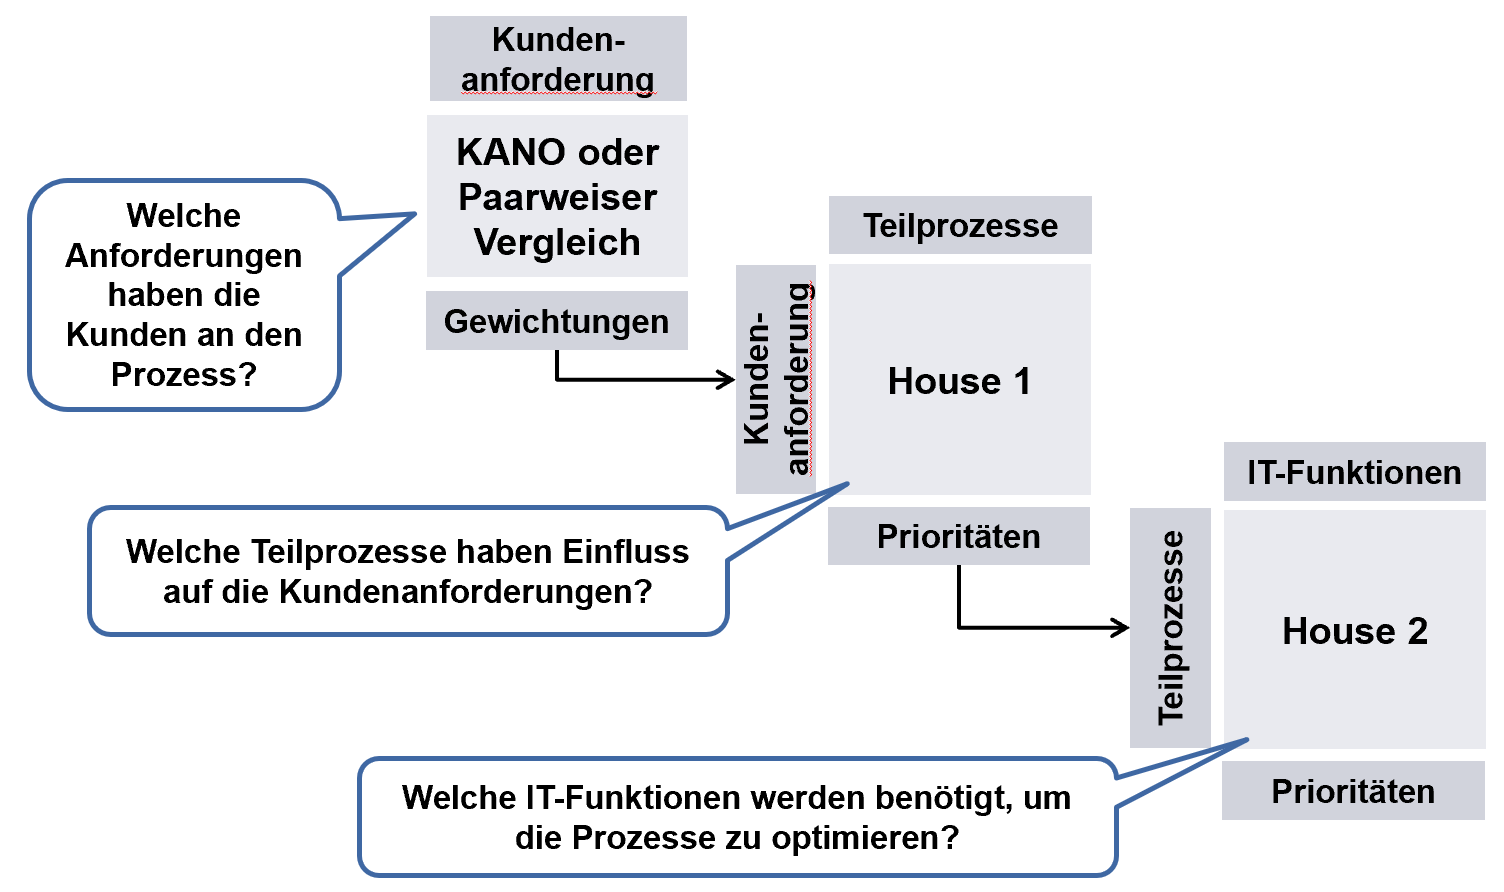 Kunden-
anforderung
KANO oder
Paarweiser
Vergleich
Gewichtungen
Welche
Anforderungen
haben die
Kunden an den
Prozess?
Teilprozesse
Kunden-
anforderung
House 1
Prioritäten
Welche Teilprozesse haben Einfluss
auf die Kundenanforderungen?
IT-Funktionen
Teilprozesse
House 2
Prioritäten
Welche IT-Funktionen werden benötigt, um
die Prozesse zu optimieren?